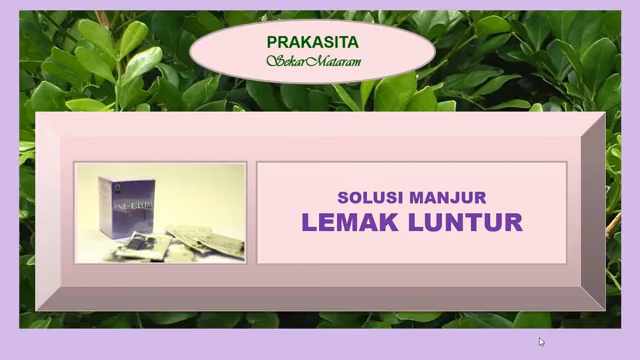 PRAKASITA
SekarMataram
SOLUSI MANJUR
LEMAK LUNTUR